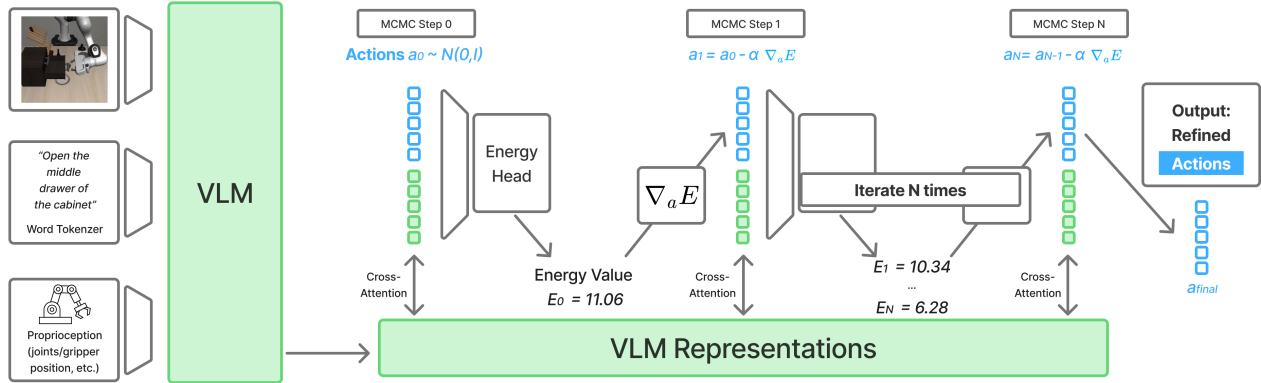 “Open the
middle
drawer of
the cabinet“
Word Tokenzer
Proprioception
(joints/gripper
position, etc.)
VLM
MCMC Step 0
Actions a0 ~ N(0,I)
Energy
Head
Cross-
Attention
Energy Value
E0 = 11.06
∇aE
MCMC Step 1
a1 = a0 - α ∇aE
Cross-
Attention
Iterate N times
E1 = 10.34
...
EN = 6.28
MCMC Step N
aN= aN-1 - α ∇aE
Cross-
Attention
Output:
Refined
Actions
afinal
VLM Representations